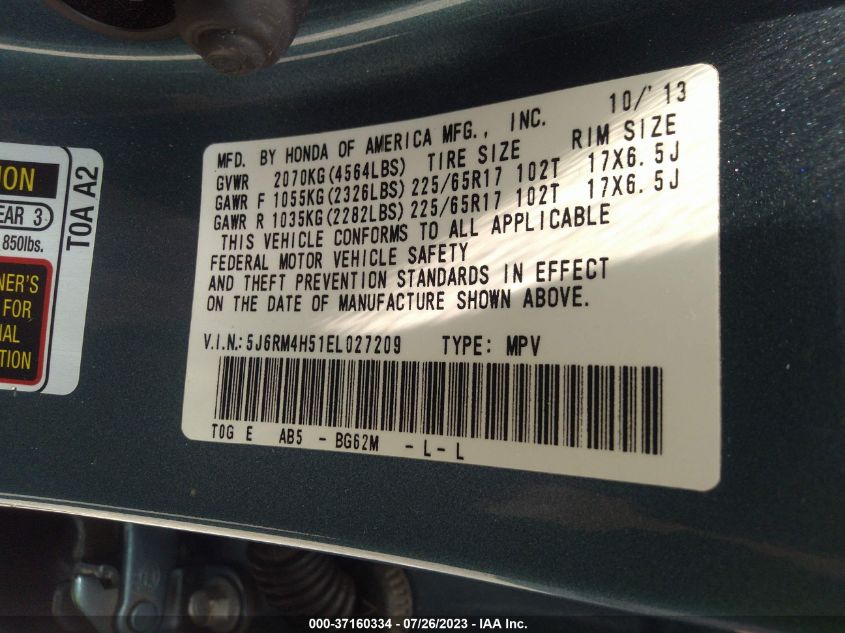 ION
EAR 3
850lbs.
NER'S
FOR
IAL
TION
TOA A2
10/'13
MFD. BY HONDA OF AMERICA MFG., INC.
GVWR 2070KG(4564LBS) TIRE SIZE RIM SIZE
GAWR F 1055KG(2326LBS) 225/65R17 102T 17X6.5J
GAWR R 1035KG(2282LBS) 225/65R17 102T 17X6.5J
THIS VEHICLE CONFORMS TO ALL APPLICABLE
FEDERAL MOTOR VEHICLE SAFETY
AND THEFT PREVENTION STANDARDS IN EFFECT
ON THE DATE OF MANUFACTURE SHOWN ABOVE.
V.I.N.: 5J6RM4H51EL027209 TYPE: MPV
TOG E AB5 - BG62M - L - L
000-37160334 / 07/26/2023 - IAA Inc.